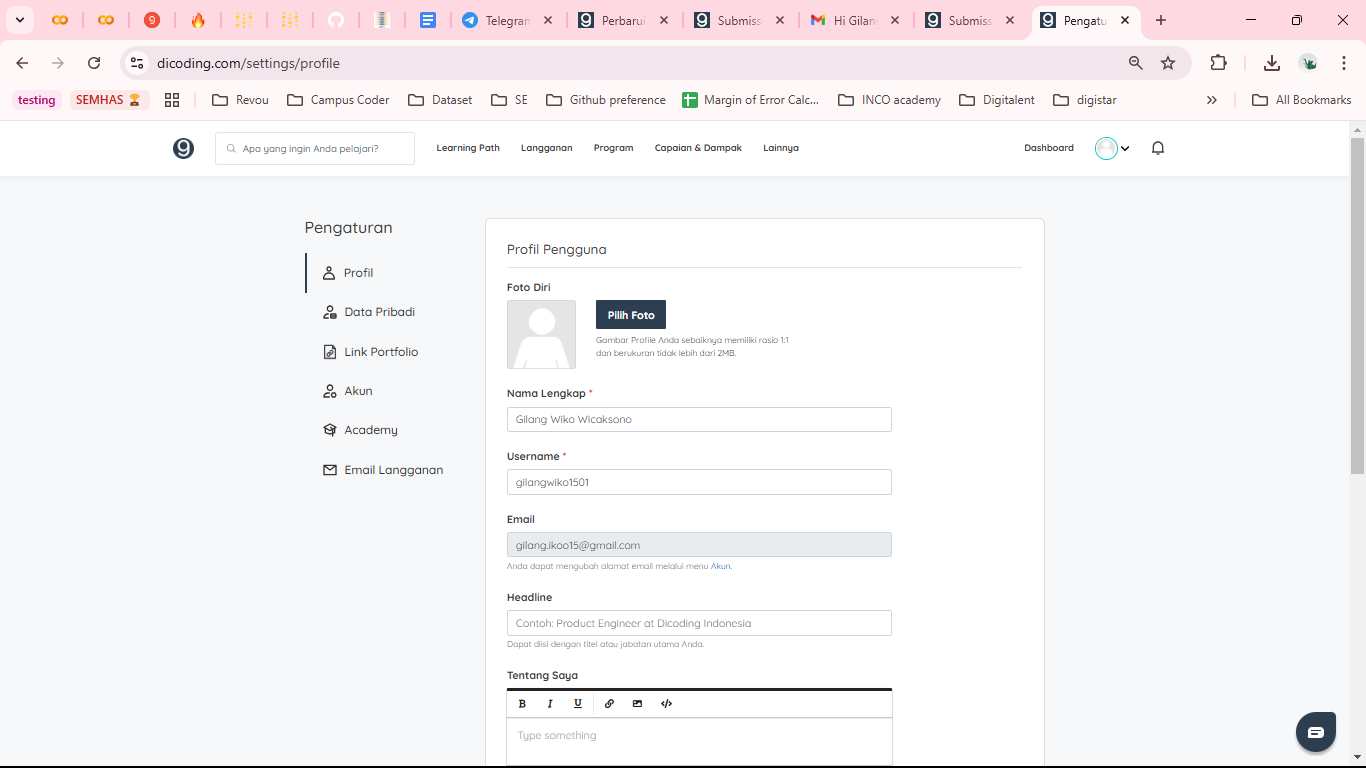 9
Telegram
Perbarui
Submiss
Hi Gilan
Submiss
Pengatu
dicoding.com/settings/profile
testing
SEMHAS
Revou
Campus Coder
Dataset
SE
Github preference
Margin of Error Calc...
INCO academy
Digitalent
digistar
All Bookmarks
Apa yang ingin Anda pelajari?
Learning Path
Langganan
Program
Capaian & Dampak
Lainnya
Dashboard
Pengaturan
Profil
Data Pribadi
Link Portfolio
Akun
Academy
Email Langganan
Profil Pengguna
Foto Diri
Pilih Foto
Gambar Profile Anda sebaiknya memiliki rasio 1:1
dan berukuran tidak lebih dari 2MB.
Nama Lengkap *
Gilang Wiko Wicaksono
Username *
gilangwiko1501
Email
gilang.ikoo15@gmail.com
Anda dapat mengubah alamat email melalui menu Akun.
Headline
Contoh: Product Engineer at Dicoding Indonesia
Dapat diisi dengan titel atau jabatan utama Anda.
Tentang Saya
B I U
Type something